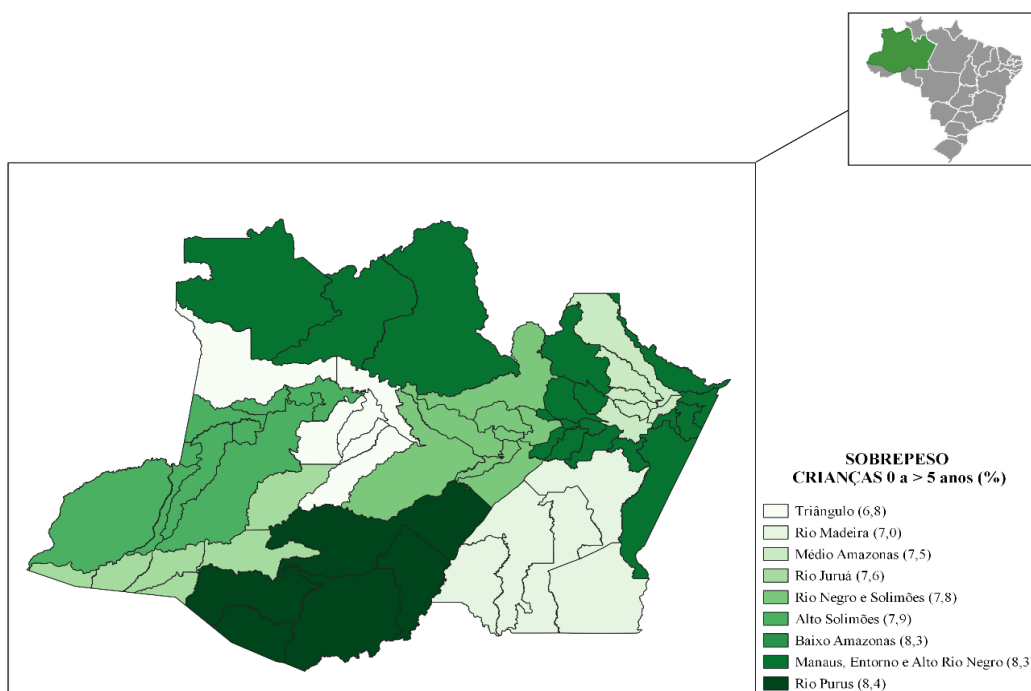 SOBREPESO
CRIANÇAS 0 a > 5 anos (%)
Triângulo (6,8)
Rio Madeira (7,0)
Médio Amazonas (7,5)
Rio Juruá (7,6)
Rio Negro e Solimões (7,8)
Alto Solimões (7,9)
Baixo Amazonas (8,3)
Manaus, Entorno e Alto Rio Negro (8,3)
Rio Purus (8,4)